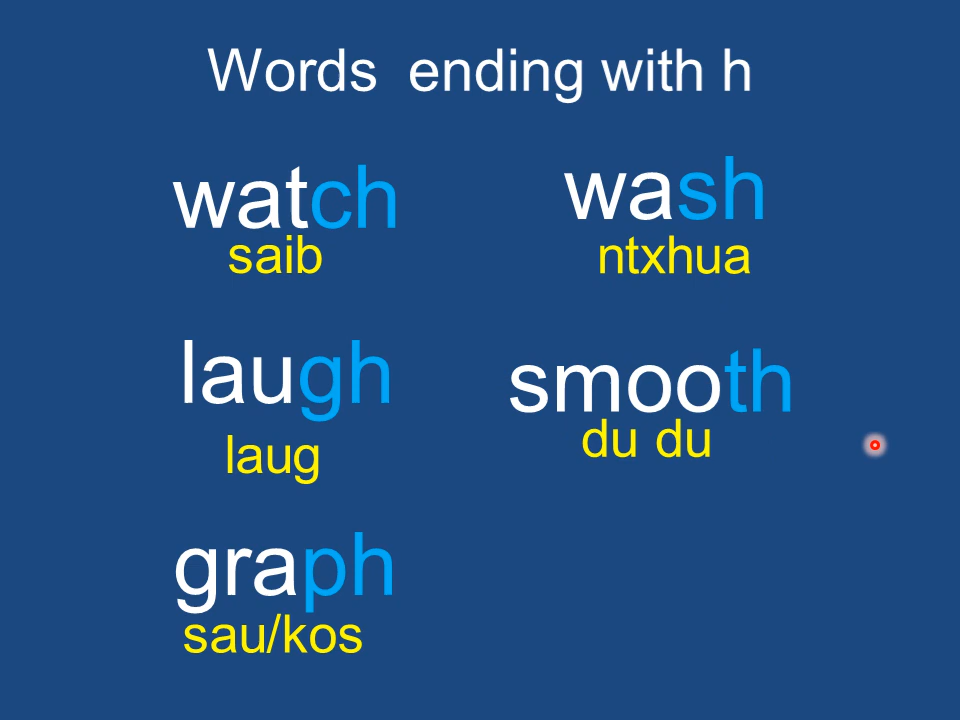 Words ending with h
watch
saib
wash
ntxhua
laugh
laug
smooth
du du
graph
sau/kos